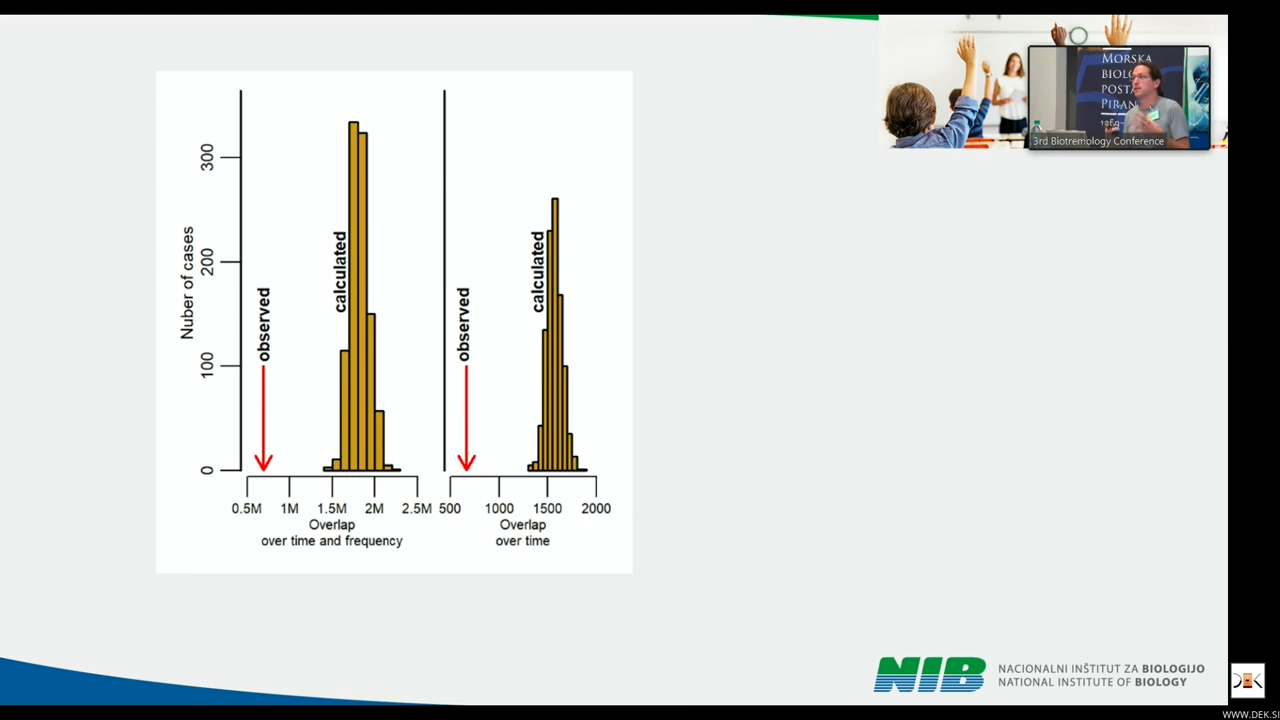 MORSKA
BIOL
POSTA
PIRAN
3rd Biotremology Conference
Nuber of cases
0
100
200
300
observed
calculated
observed
calculated
0.5M 1M 1.5M 2M 2.5M
Overlap
over time and frequency
500 1000 1500 2000
Overlap
over time
NIB
NACIONALNI INŠTITUT ZA BIOLOGIJO
NATIONAL INSTITUTE OF BIOLOGY
WWW.DEK.SI